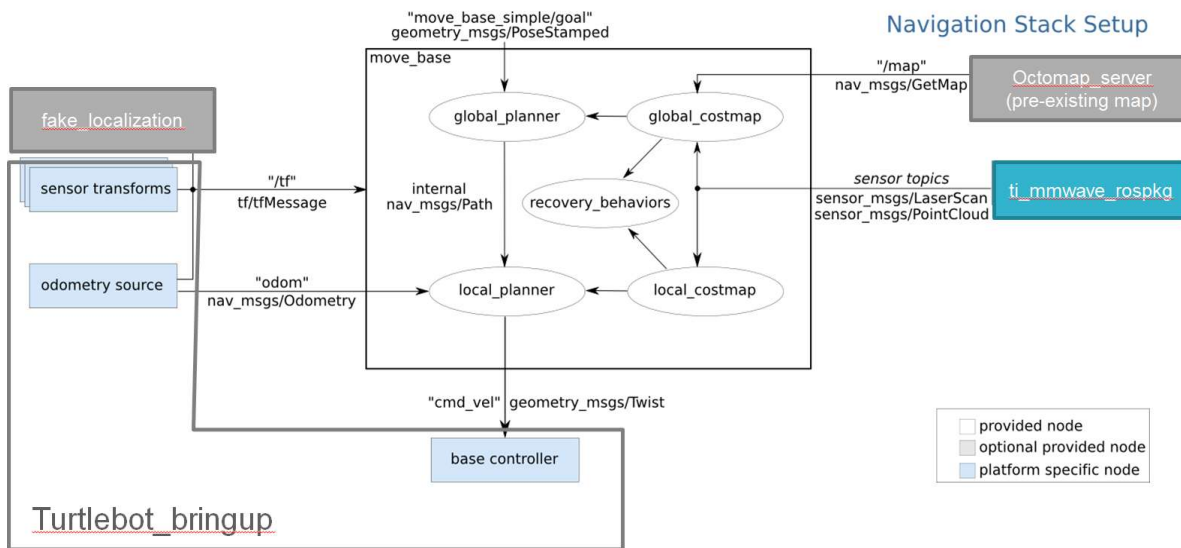 Navigation Stack Setup
"move_base_simple/goal"
geometry_msgs/PoseStamped
move_base
"/map"
nav_msgs/GetMap
Octomap_server
(pre-existing map)
fake_localization
global_planner
global_costmap
sensor transforms
"/tf"
tf/tfMessage
internal
nav_msgs/Path
recovery_behaviors
sensor topics
sensor_msgs/LaserScan
sensor_msgs/PointCloud
ti_mmwave_rospkg
odometry source
"odom"
nav_msgs/Odometry
local_planner
local_costmap
"cmd_vel" geometry_msgs/Twist
base controller
provided node
optional provided node
platform specific node
Turtlebot_bringup